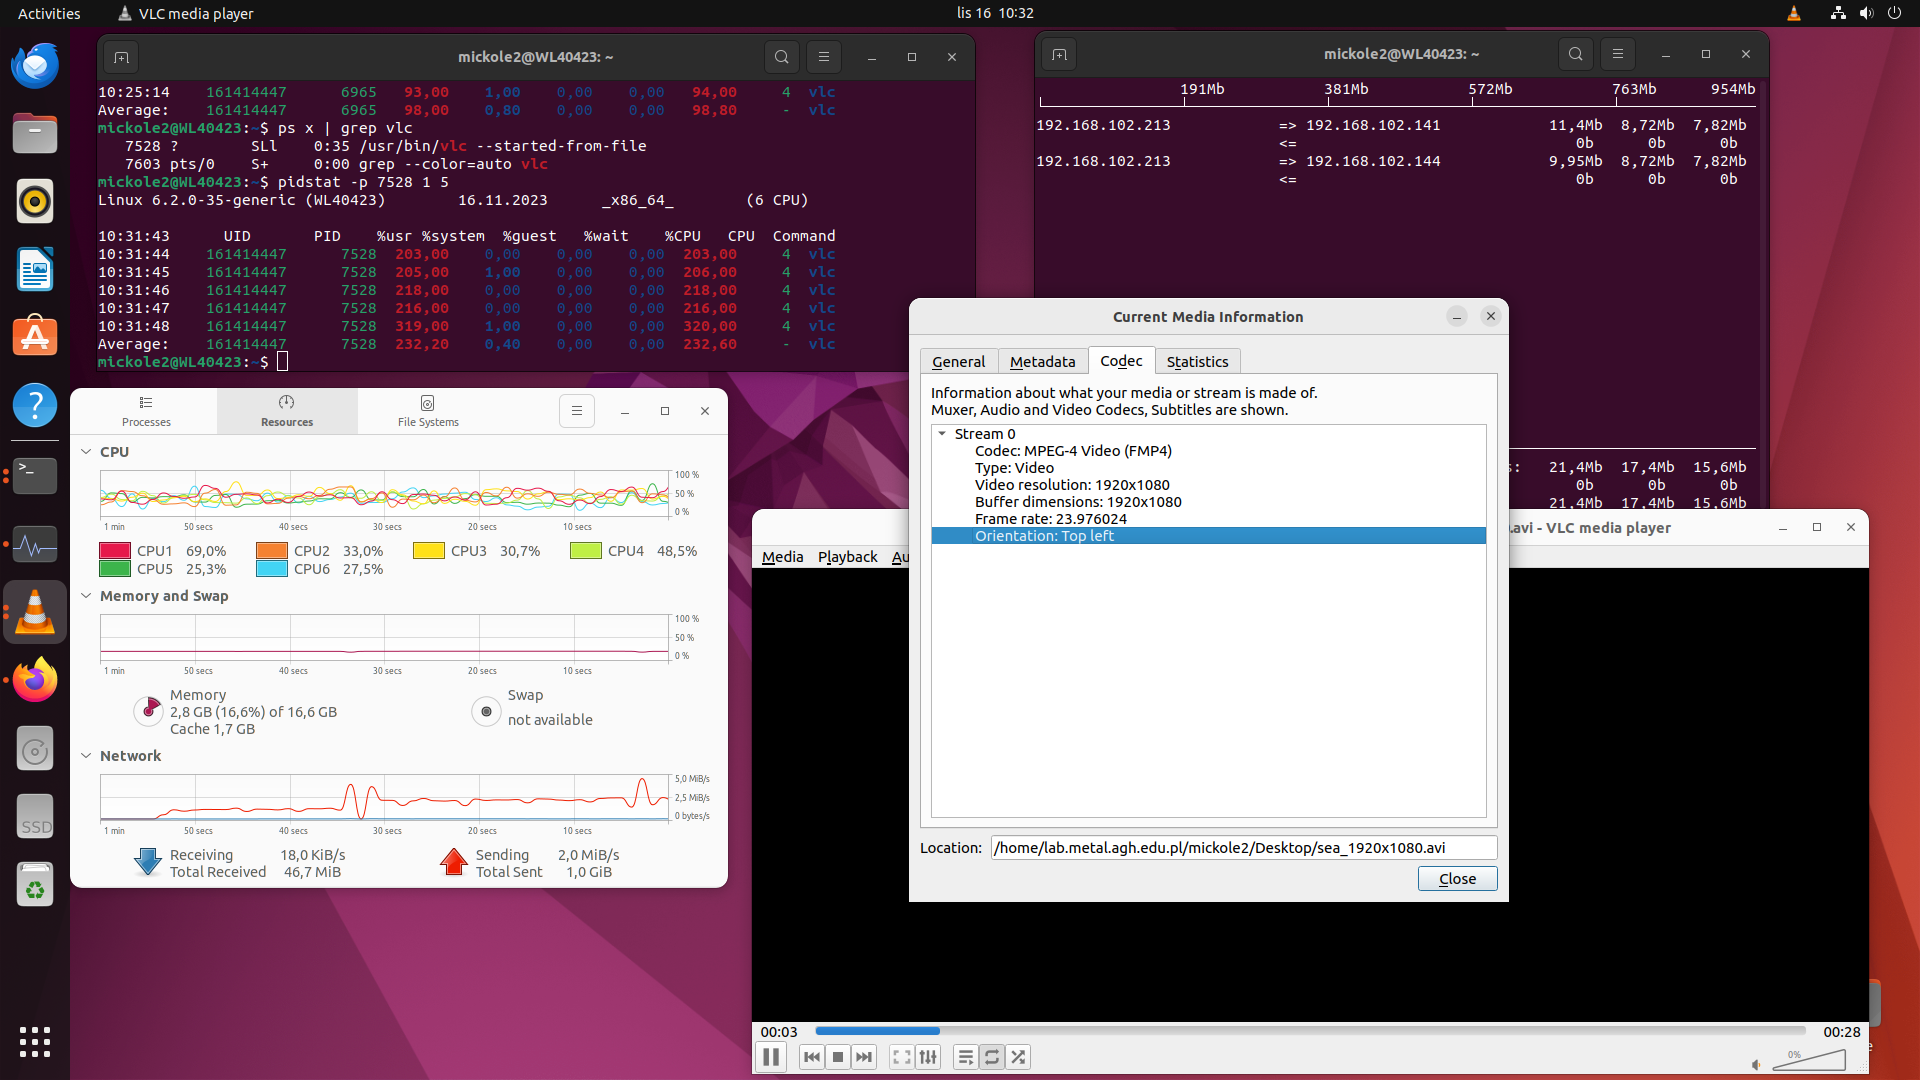 Activities
VLC media player
lis 16 10:32
mickole2@WL40423: ~
10:25:14 161414447 6965 93,00 1,00 0,00 0,00 94,00 4 vlc
Average: 161414447 6965 98,00 0,80 0,00 0,00 98,80 - vlc
mickole2@WL40423:~$ ps x | grep vlc
7528 ? SLl 0:35 /usr/bin/vlc --started-from-file
7603 pts/0 S+ 0:00 grep --color=auto vlc
mickole2@WL40423:~$ pidstat -p 7528 1 5
Linux 6.2.0-35-generic (WL40423) 16.11.2023 _x86_64_ (6 CPU)
10:31:43 UID PID %usr %system %guest %wait %CPU CPU Command
10:31:44 161414447 7528 203,00 0,00 0,00 0,00 203,00 4 vlc
10:31:45 161414447 7528 205,00 1,00 0,00 0,00 206,00 4 vlc
10:31:46 161414447 7528 218,00 0,00 0,00 0,00 218,00 4 vlc
10:31:47 161414447 7528 216,00 0,00 0,00 0,00 216,00 4 vlc
10:31:48 161414447 7528 319,00 1,00 0,00 0,00 320,00 4 vlc
Average: 161414447 7528 232,20 0,40 0,00 0,00 232,60 - vlc
mickole2@WL40423:~$
mickole2@WL40423: ~
191Mb 381Mb 572Mb 763Mb 954Mb
192.168.102.213 => 192.168.102.141 11,4Mb 8,72Mb 7,82Mb
<= 0b 0b 0b
192.168.102.213 => 192.168.102.144 9,95Mb 8,72Mb 7,82Mb
<= 0b 0b 0b
: 21,4Mb 17,4Mb 15,6Mb
0b 0b 0b
21,4Mb 17,4Mb 15,6Mb
Processes
Resources
File Systems
CPU
100 %
50 %
0 %
1 min 50 secs 40 secs 30 secs 20 secs 10 secs
CPU1 69,0% CPU2 33,0% CPU3 30,7% CPU4 48,5%
CPU5 25,3% CPU6 27,5%
Memory and Swap
100 %
50 %
0 %
1 min 50 secs 40 secs 30 secs 20 secs 10 secs
Memory
2,8 GB (16,6%) of 16,6 GB
Cache 1,7 GB
Swap
not available
Network
5,0 MiB/s
2,5 MiB/s
0 bytes/s
1 min 50 secs 40 secs 30 secs 20 secs 10 secs
Receiving 18,0 KiB/s
Total Received 46,7 MiB
Sending 2,0 MiB/s
Total Sent 1,0 GiB
SSD
Current Media Information
General Metadata Codec Statistics
Information about what your media or stream is made of.
Muxer, Audio and Video Codecs, Subtitles are shown.
Stream 0
Codec: MPEG-4 Video (FMP4)
Type: Video
Video resolution: 1920x1080
Buffer dimensions: 1920x1080
Frame rate: 23.976024
Orientation: Top left
Location: /home/lab.metal.agh.edu.pl/mickole2/Desktop/sea_1920x1080.avi
Close
.avi - VLC media player
Media Playback Au
00:03
00:28
0%
e